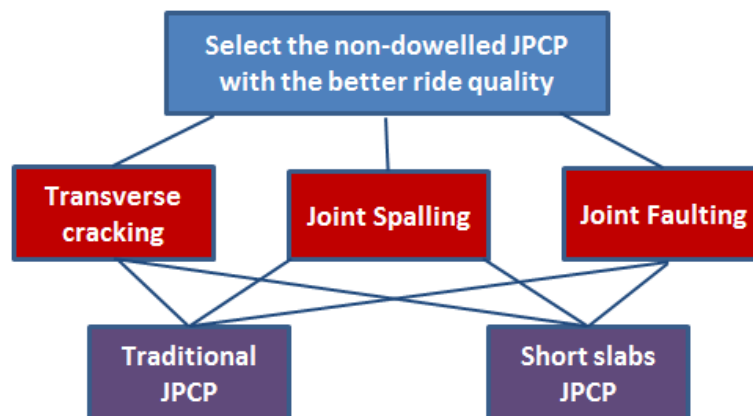 Select the non-dowelled JPCP
with the better ride quality
Transverse
cracking
Joint Spalling
Joint Faulting
Traditional
JPCP
Short slabs
JPCP